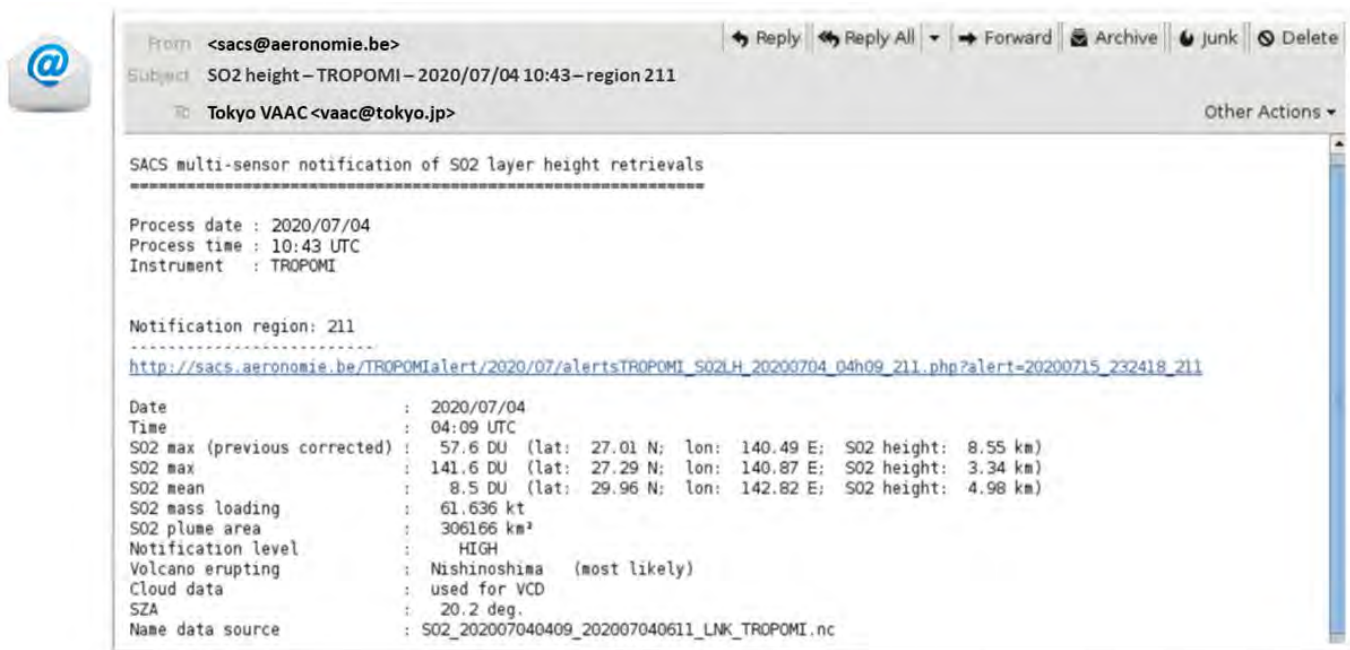 @
From <sacs@aeronomie.be>
Reply Reply All Forward Archive Junk Delete
Subject SO2 height – TROPOMI – 2020/07/04 10:43 – region 211
To Tokyo VAAC <vaac@tokyo.jp>
Other Actions
SACS multi-sensor notification of SO2 layer height retrievals
==============================================================
Process date : 2020/07/04
Process time : 10:43 UTC
Instrument : TROPOMI
Notification region: 211
---------------------------
http://sacs.aeronomie.be/TROPOMIalert/2020/07/alertsTROPOMI_SO2LH_20200704_04h09_211.php?alert=20200715_232418_211
Date : 2020/07/04
Time : 04:09 UTC
SO2 max (previous corrected) : 57.6 DU (lat: 27.01 N; lon: 140.49 E; SO2 height: 8.55 km)
SO2 max : 141.6 DU (lat: 27.29 N; lon: 140.87 E; SO2 height: 3.34 km)
SO2 mean : 8.5 DU (lat: 29.96 N; lon: 142.82 E; SO2 height: 4.98 km)
SO2 mass loading : 61.636 kt
SO2 plume area : 306166 km²
Notification level : HIGH
Volcano erupting : Nishinoshima (most likely)
Cloud data : used for VCD
SZA : 20.2 deg.
Name data source : SO2_202007040409_202007040611_LNK_TROPOMI.nc